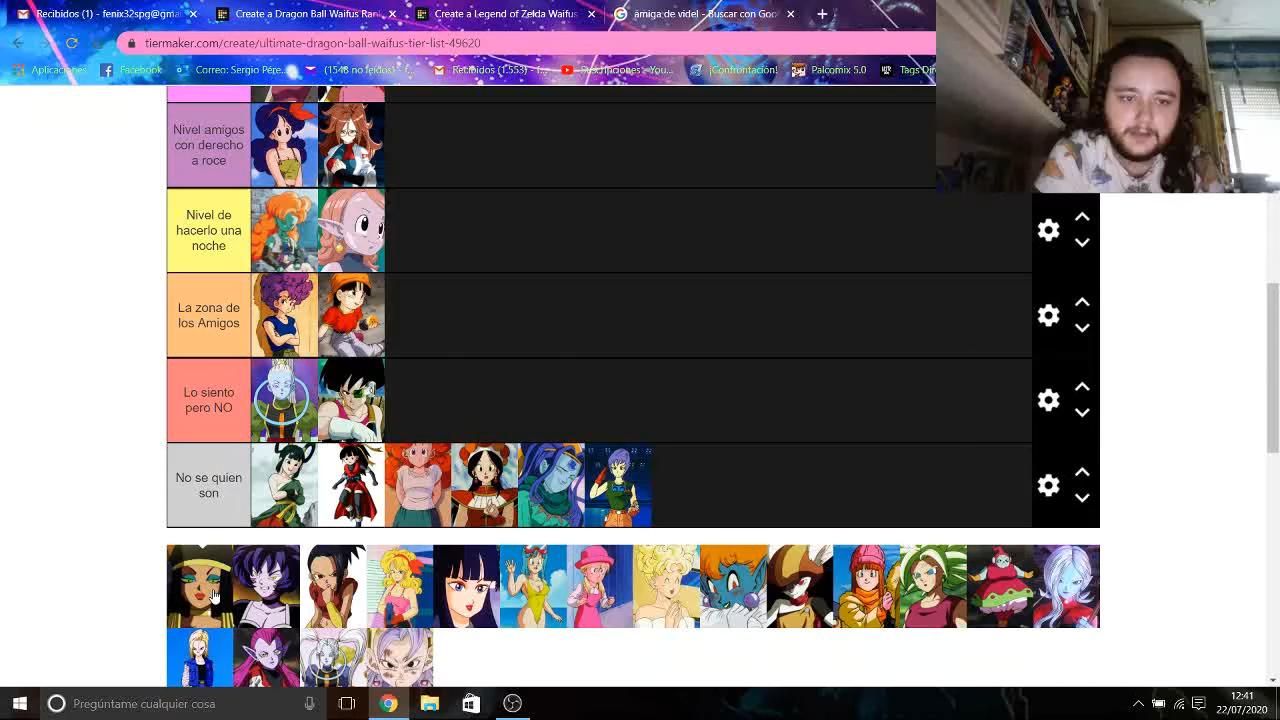 Recibidos (1) - fenix32spg@gma
Create a Dragon Ball Waifus Ran
Create a Legend of Zelda Waifus
amiga de videl - Buscar con Goo
tiermaker.com/create/ultimate-dragon-ball-waifus-tier-list-49620
Aplicaciones
Facebook
Correo: Sergio Pére...
(1548 no leídos) - f...
Recibidos (1.553) - f...
Suscripciones - You...
¡Confrontación!
Palcomix 5.0
Tags Dir
Nivel amigos
con derecho
a roce
Nivel de
hacerlo una
noche
La zona de
los Amigos
Lo siento
pero NO
No se quien
son
Pregúntame cualquier cosa
12:41
22/07/2020